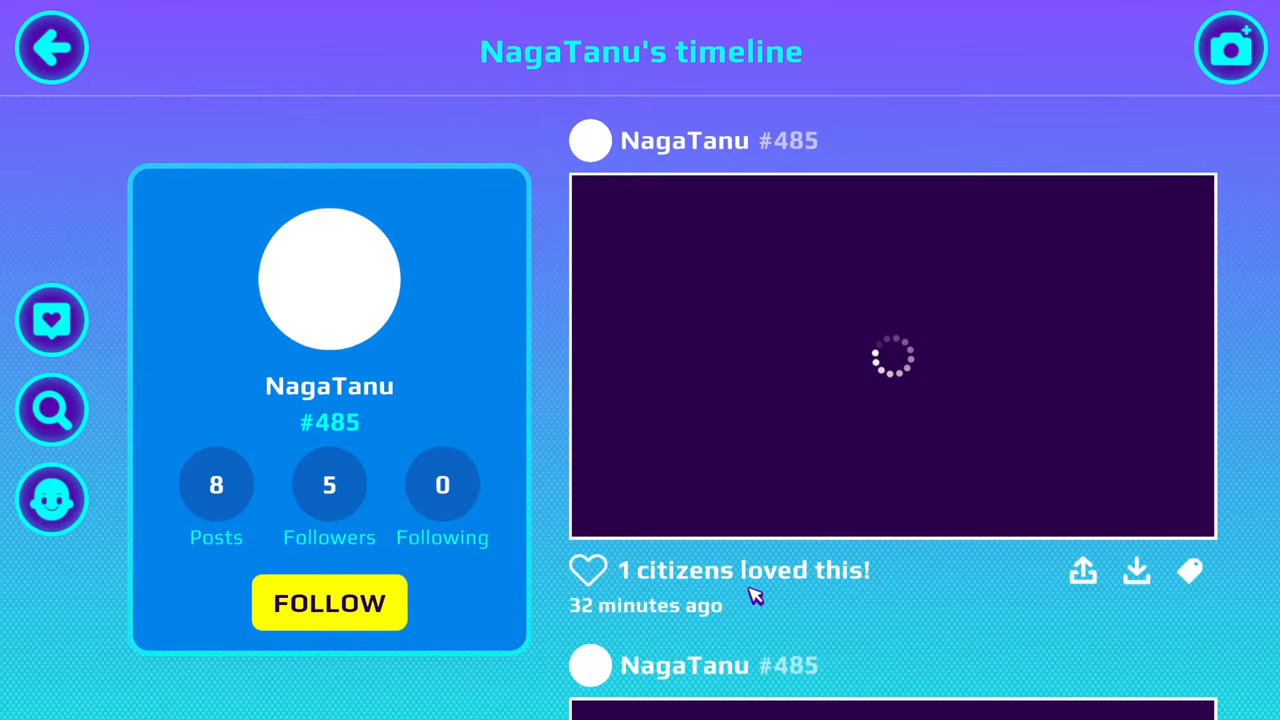 NagaTanu's timeline
NagaTanu #485
NagaTanu
#485
8 5 0
Posts Followers Following
FOLLOW
1 citizens loved this!
32 minutes ago
NagaTanu #485